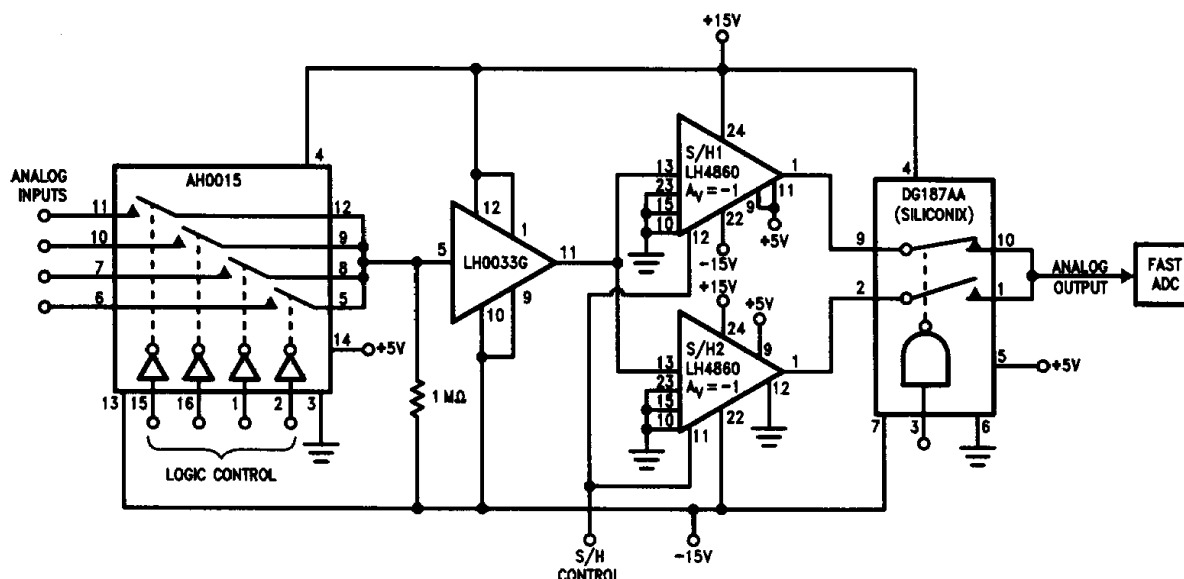 +15V
ANALOG
INPUTS
AH0015
4
11
10
7
6
12
9
8
5
14
+5V
13
15
16
1
2
3
LOGIC CONTROL
1 MΩ
5
12
1
LH0033G
11
10
9
24
S/H1
LH4860
AV = -1
13
23
15
10
12
22
-15V
1
11
9
+5V
+15V
24
+5V
9
S/H2
LH4860
AV = -1
13
23
15
10
11
22
1
12
S/H
CONTROL
-15V
4
DG187AA
(SILICONIX)
9
2
10
1
5
+5V
7
3
6
ANALOG
OUTPUT
FAST
ADC